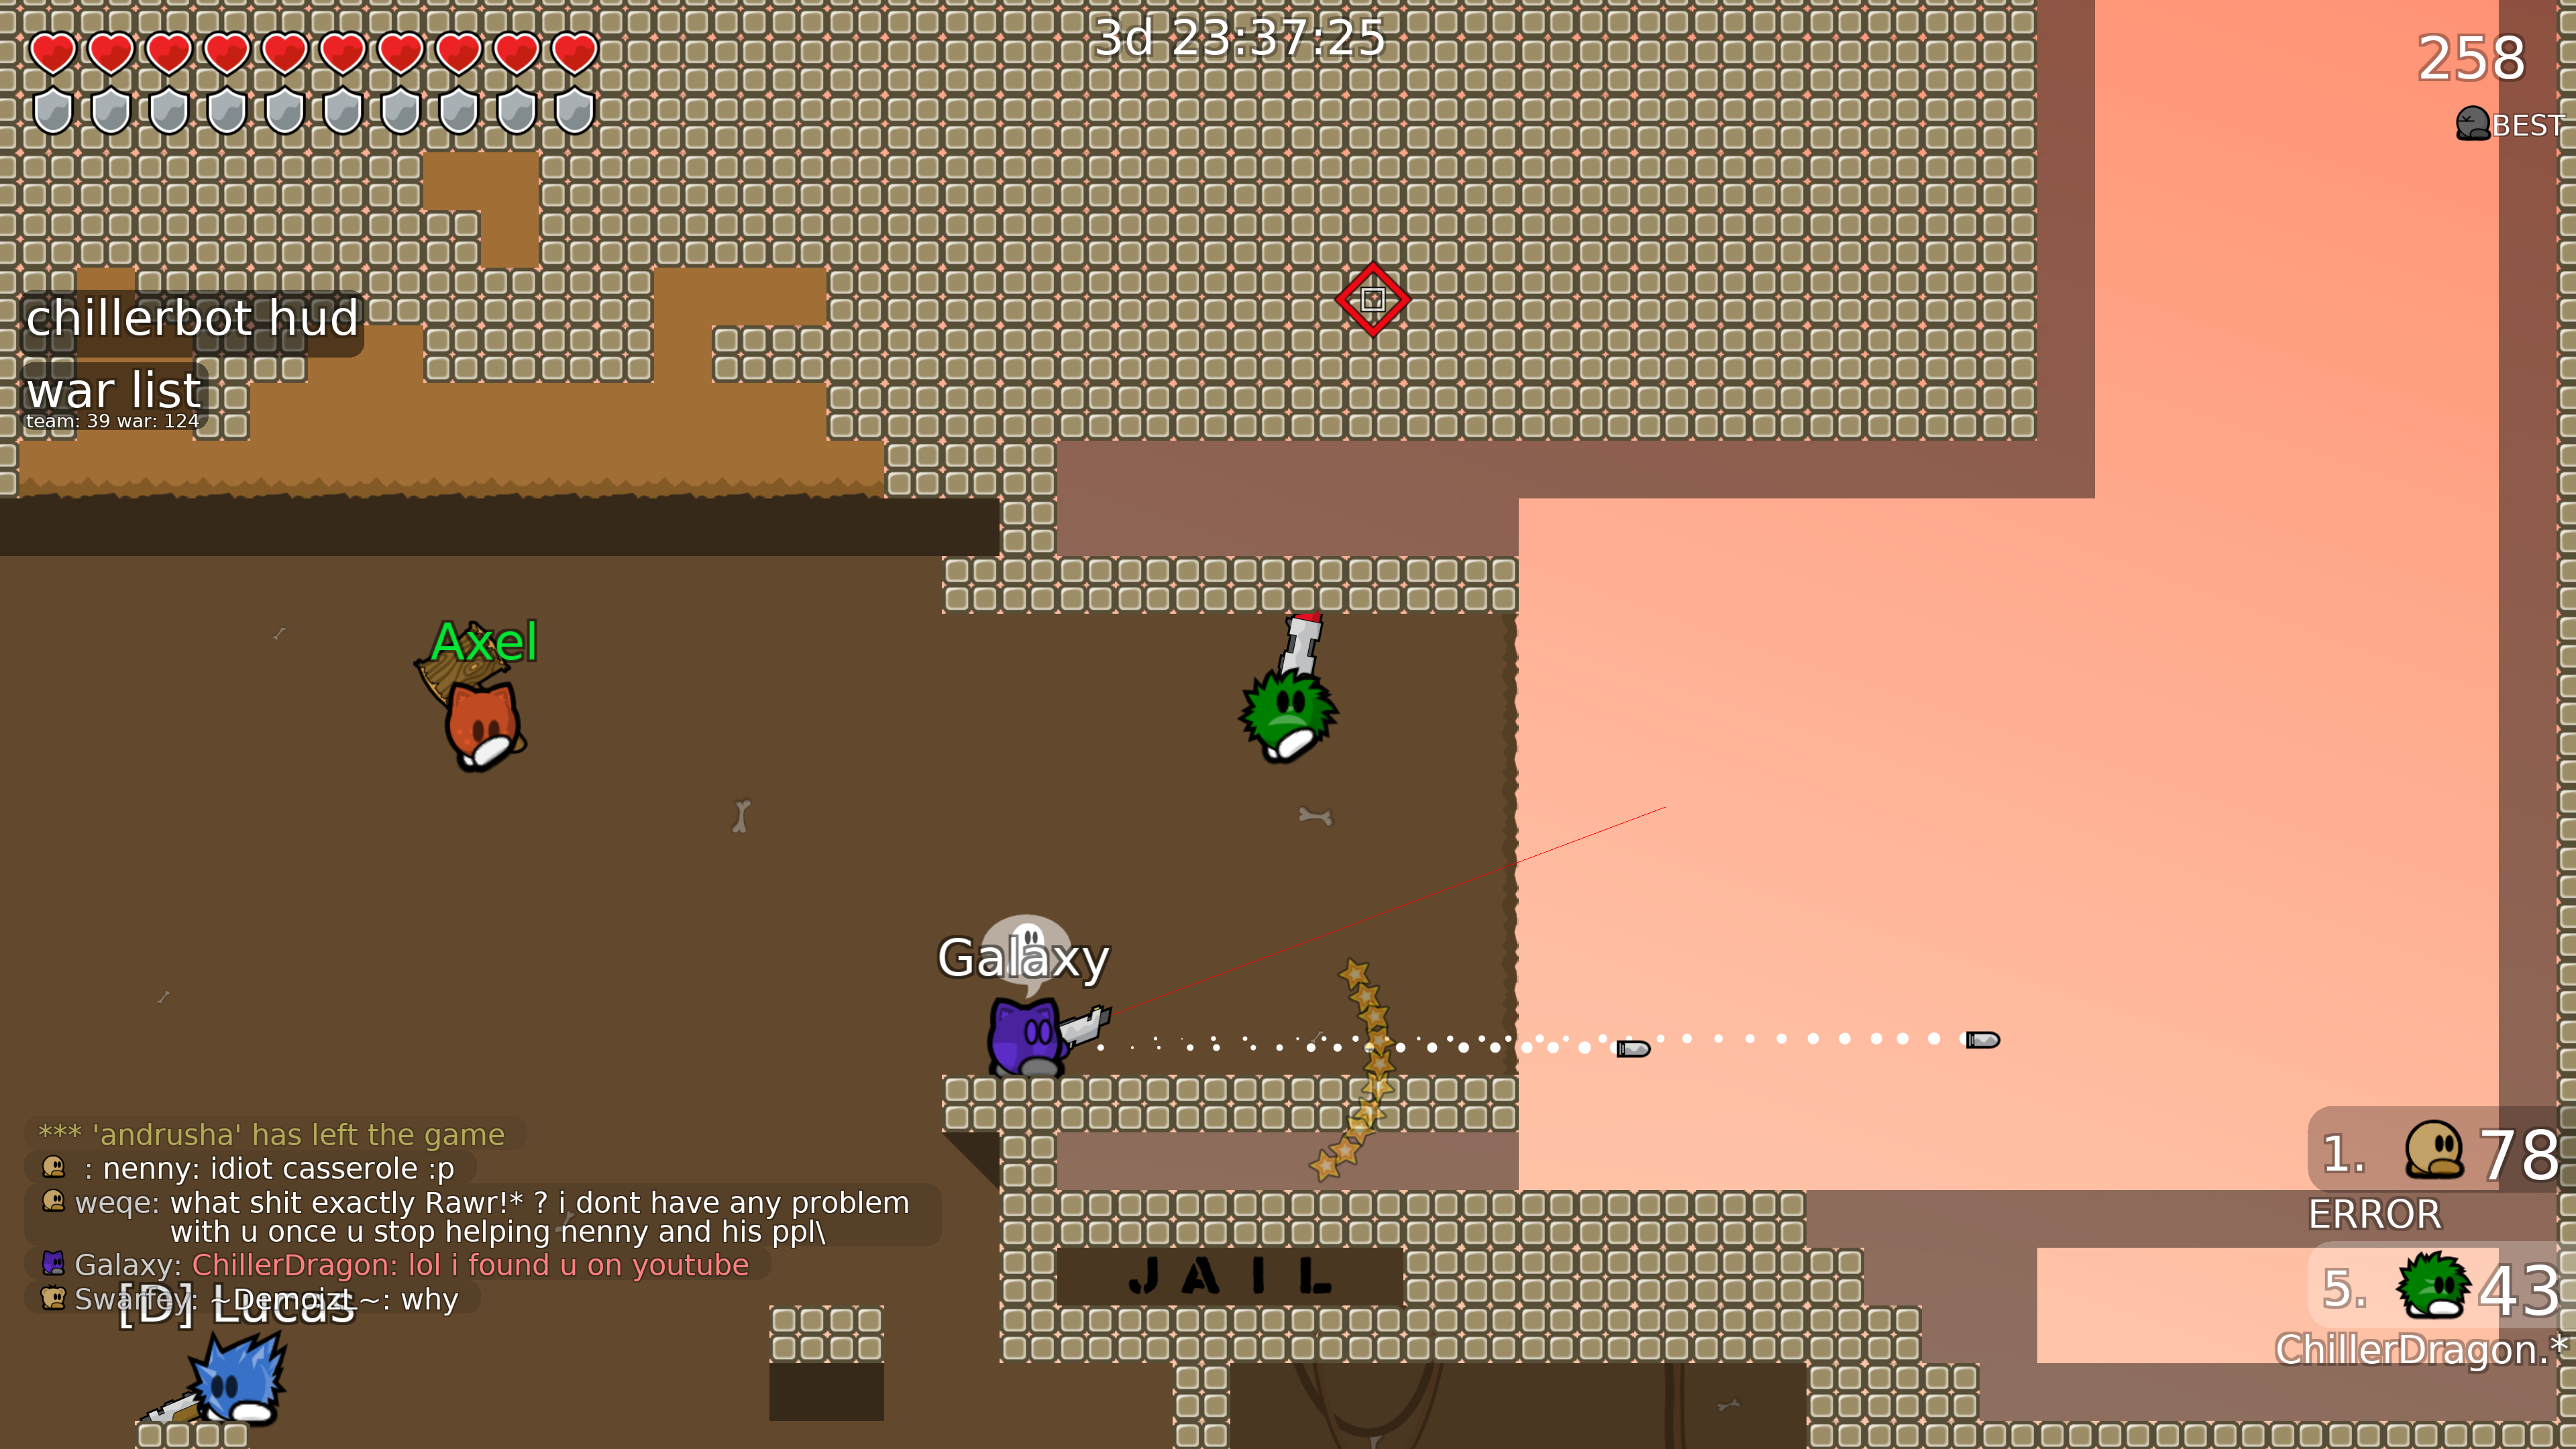 3d 23:37:25
258
BEST
chillerbot hud
war list
team: 39 war: 124
Axel
Galaxy
*** 'andrusha' has left the game
: nenny: idiot casserole :p
weqe: what shit exactly Rawr!* ? i dont have any problem
with u once u stop helping nenny and his ppl\
Galaxy: ChillerDragon: lol i found u on youtube
Swarfey: ~DemoizL~: why
[D] Lucas
JAIL
1. 78
ERROR
5. 43
ChillerDragon.*